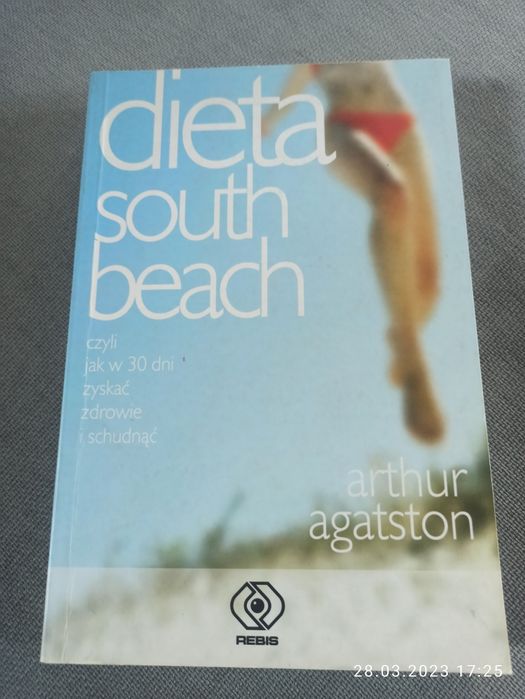 dieta
south
beach
czyli
jak w 30 dni
zyskać
zdrowie
i schudnąć
arthur
agatston
REBIS
28.03.2023 17:25